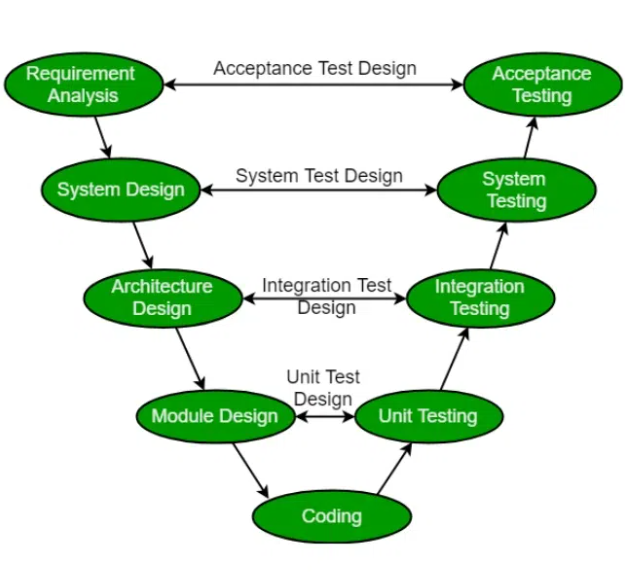 Requirement
Analysis
Acceptance Test Design
Acceptance
Testing
System Design
System Test Design
System
Testing
Architecture
Design
Integration Test
Design
Integration
Testing
Module Design
Unit Test
Design
Unit Testing
Coding